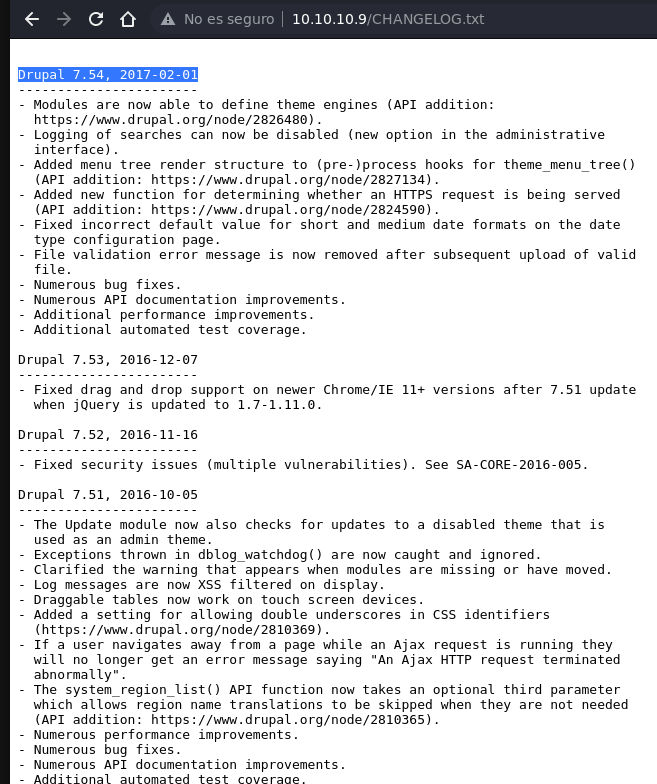 No es seguro 10.10.10.9/CHANGELOG.txt
Drupal 7.54, 2017-02-01
-----------------------
- Modules are now able to define theme engines (API addition:
https://www.drupal.org/node/2826480).
- Logging of searches can now be disabled (new option in the administrative
interface).
- Added menu tree render structure to (pre-)process hooks for theme_menu_tree()
(API addition: https://www.drupal.org/node/2827134).
- Added new function for determining whether an HTTPS request is being served
(API addition: https://www.drupal.org/node/2824590).
- Fixed incorrect default value for short and medium date formats on the date
type configuration page.
- File validation error message is now removed after subsequent upload of valid
file.
- Numerous bug fixes.
- Numerous API documentation improvements.
- Additional performance improvements.
- Additional automated test coverage.
Drupal 7.53, 2016-12-07
-----------------------
- Fixed drag and drop support on newer Chrome/IE 11+ versions after 7.51 update
when jQuery is updated to 1.7-1.11.0.
Drupal 7.52, 2016-11-16
-----------------------
- Fixed security issues (multiple vulnerabilities). See SA-CORE-2016-005.
Drupal 7.51, 2016-10-05
-----------------------
- The Update module now also checks for updates to a disabled theme that is
used as an admin theme.
- Exceptions thrown in dblog_watchdog() are now caught and ignored.
- Clarified the warning that appears when modules are missing or have moved.
- Log messages are now XSS filtered on display.
- Draggable tables now work on touch screen devices.
- Added a setting for allowing double underscores in CSS identifiers
(https://www.drupal.org/node/2810369).
- If a user navigates away from a page while an Ajax request is running they
will no longer get an error message saying "An Ajax HTTP request terminated
abnormally".
- The system_region_list() API function now takes an optional third parameter
which allows region name translations to be skipped when they are not needed
(API addition: https://www.drupal.org/node/2810365).
- Numerous performance improvements.
- Numerous bug fixes.
- Numerous API documentation improvements.
- Additional automated test coverage.